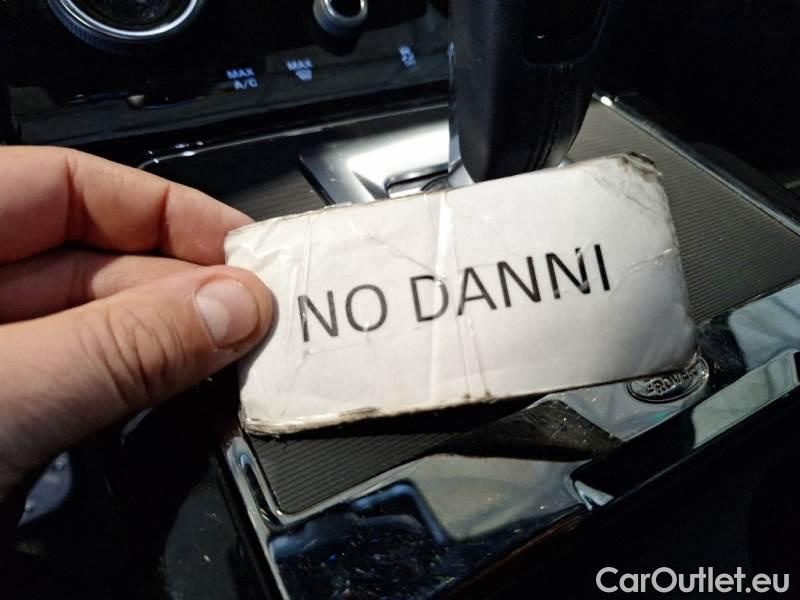 MAX
A/C
MAX
NO DANNI
CarOutlet.eu